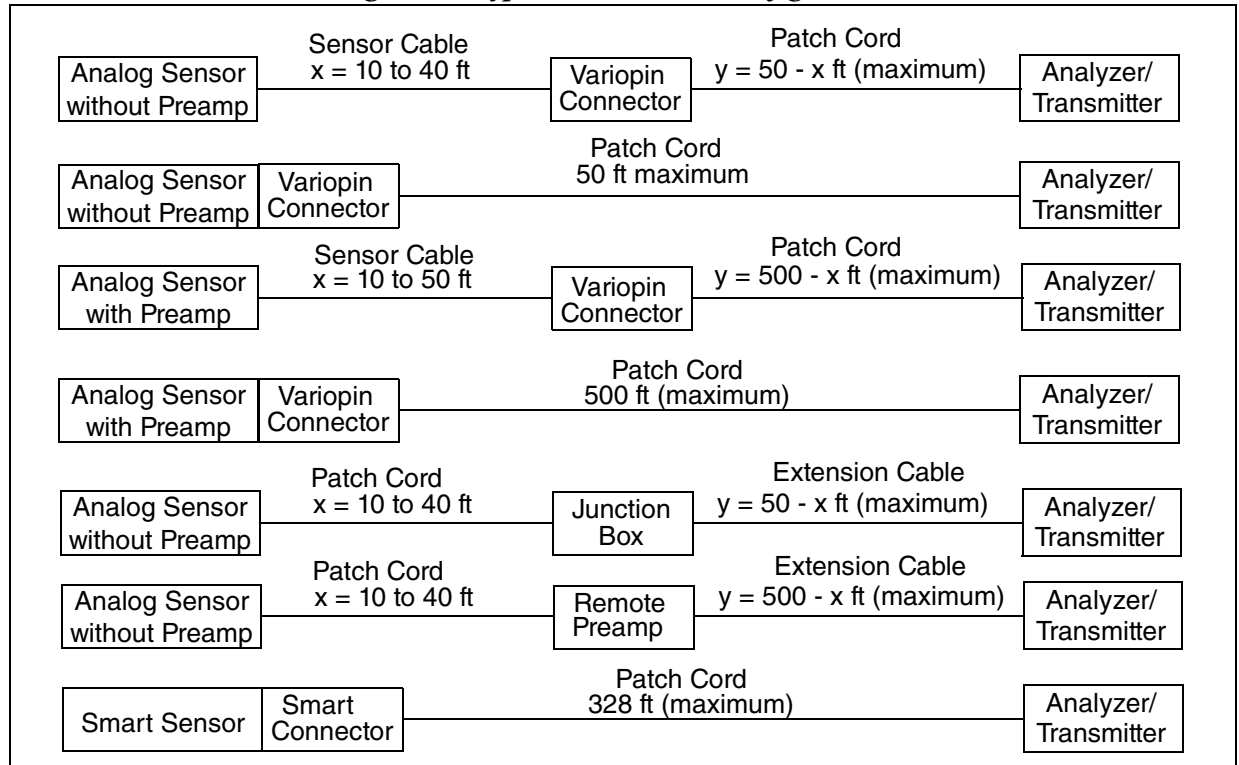 Analog Sensor
without Preamp
Sensor Cable
x = 10 to 40 ft
Variopin
Connector
Patch Cord
y = 50 - x ft (maximum)
Analyzer/
Transmitter
Analog Sensor
without Preamp
Variopin
Connector
Patch Cord
50 ft maximum
Analyzer/
Transmitter
Analog Sensor
with Preamp
Sensor Cable
x = 10 to 50 ft
Variopin
Connector
Patch Cord
y = 500 - x ft (maximum)
Analyzer/
Transmitter
Analog Sensor
with Preamp
Variopin
Connector
Patch Cord
500 ft (maximum)
Analyzer/
Transmitter
Analog Sensor
without Preamp
Patch Cord
x = 10 to 40 ft
Junction
Box
Extension Cable
y = 50 - x ft (maximum)
Analyzer/
Transmitter
Analog Sensor
without Preamp
Patch Cord
x = 10 to 40 ft
Remote
Preamp
Extension Cable
y = 500 - x ft (maximum)
Analyzer/
Transmitter
Smart Sensor
Smart
Connector
Patch Cord
328 ft (maximum)
Analyzer/
Transmitter